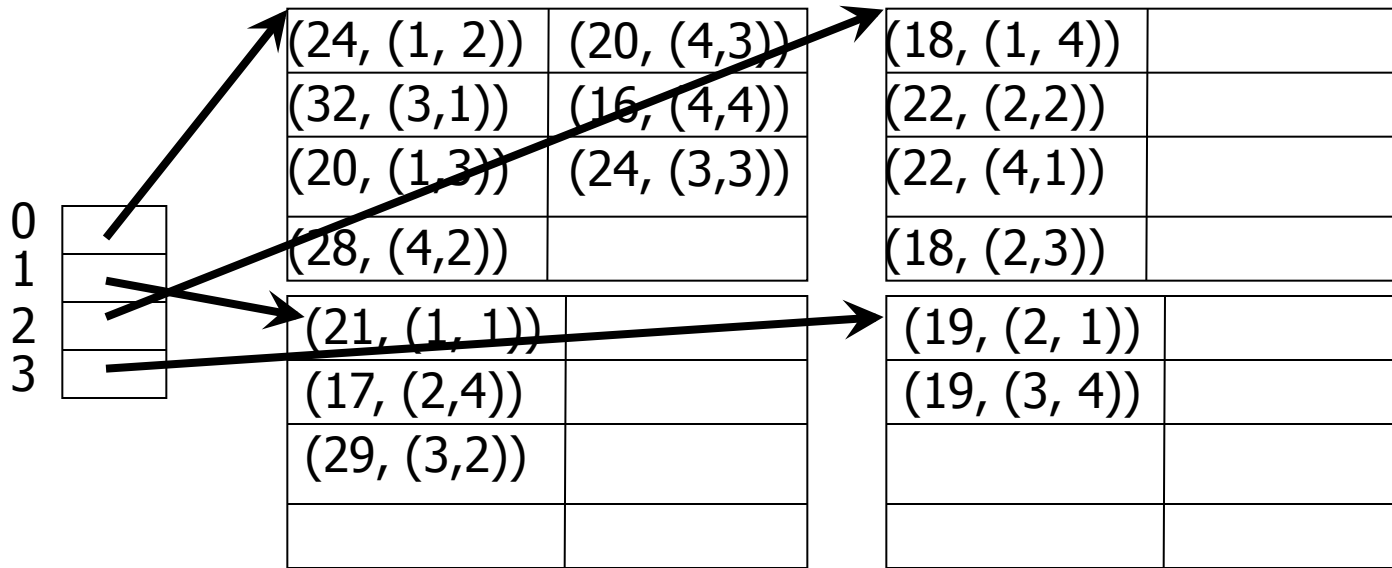 (24, (1, 2)) (20, (4,3)) (18, (1, 4))
(32, (3,1)) (16, (4,4)) (22, (2,2))
(20, (1,3)) (24, (3,3)) (22, (4,1))
0
(28, (4,2)) (18, (2,3))
1
2 (21, (1, 1)) (19, (2, 1))
3 (17, (2,4)) (19, (3, 4))
(29, (3,2))